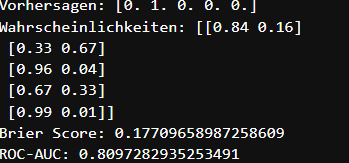 Vorhersagen: [0. 1. 0. 0. 0.]
Wahrscheinlichkeiten: [[0.84 0.16]
 [0.33 0.67]
 [0.96 0.04]
 [0.67 0.33]
 [0.99 0.01]]
Brier Score: 0.17709658987258609
ROC-AUC: 0.8097282935253491